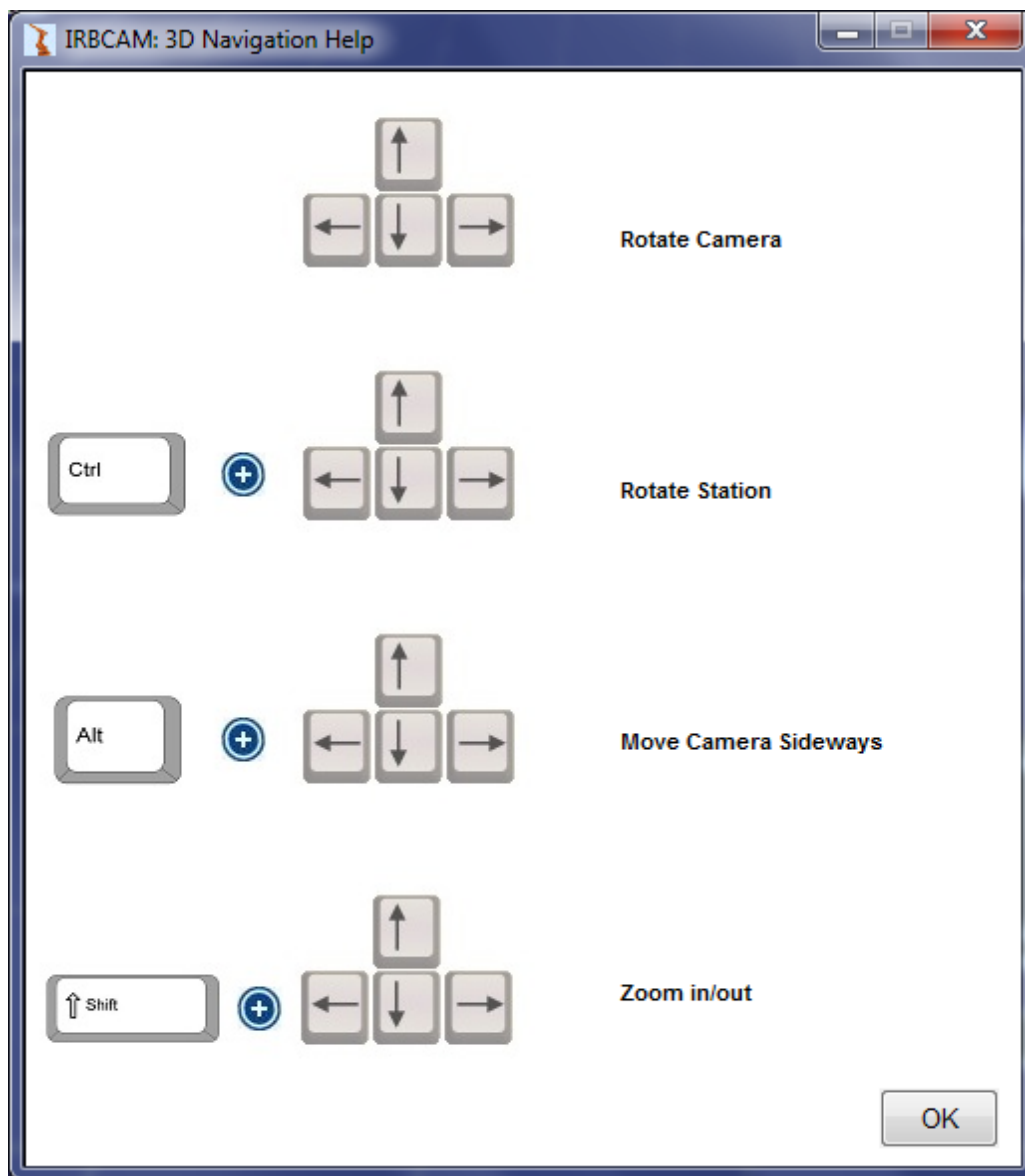 IRBCAM: 3D Navigation Help
Rotate Camera
Ctrl
Rotate Station
Alt
Move Camera Sideways
Shift
Zoom in/out
OK